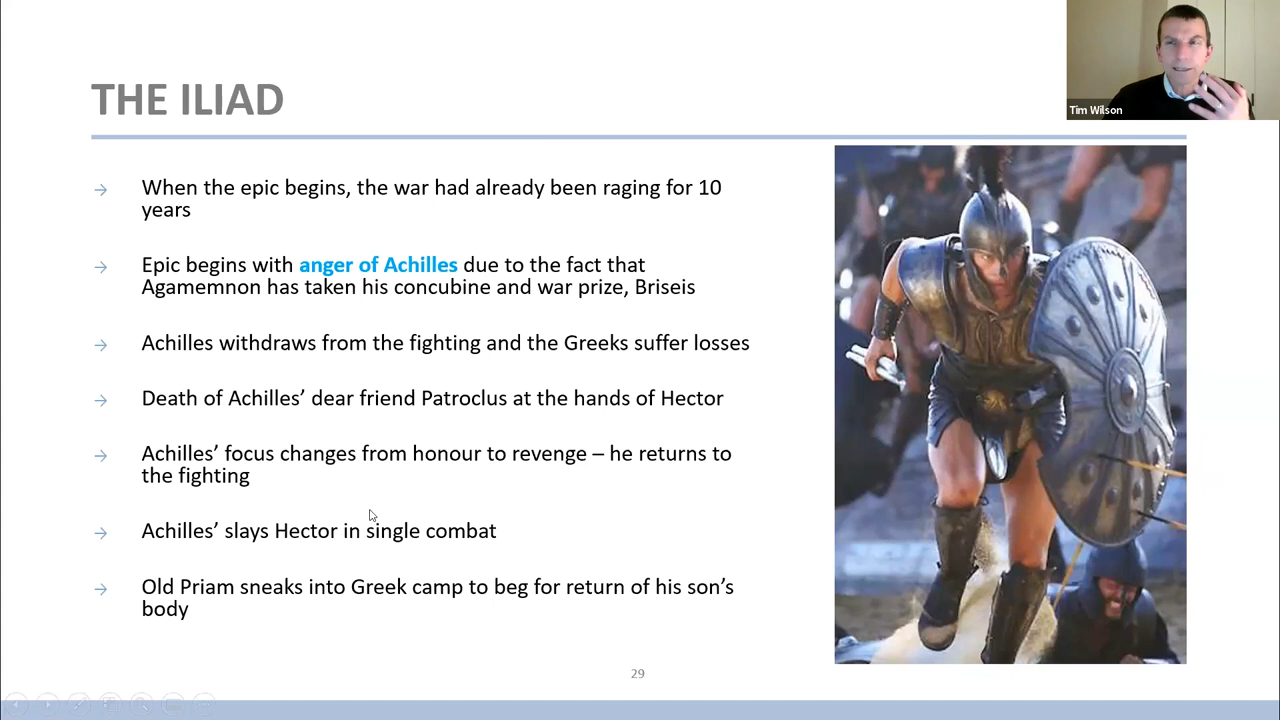 THE ILIAD
Tim Wilson
→ When the epic begins, the war had already been raging for 10
years
→ Epic begins with anger of Achilles due to the fact that
Agamemnon has taken his concubine and war prize, Briseis
→ Achilles withdraws from the fighting and the Greeks suffer losses
→ Death of Achilles’ dear friend Patroclus at the hands of Hector
→ Achilles’ focus changes from honour to revenge – he returns to
the fighting
→ Achilles’ slays Hector in single combat
→ Old Priam sneaks into Greek camp to beg for return of his son’s
body
29